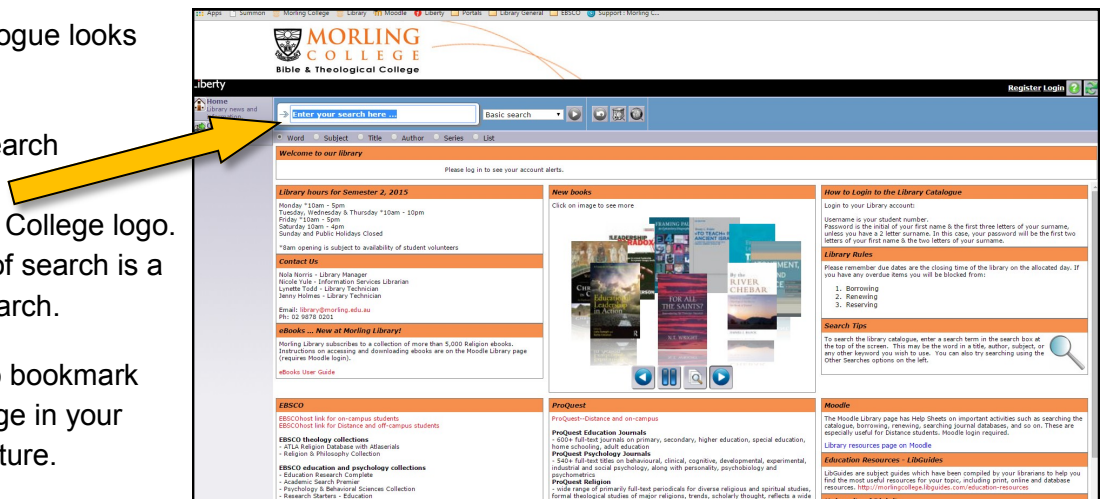 ogue looks
earch
College logo.
of search is a
arch.
o bookmark
ge in your
ture.
Apps Summon Morling College Library Moodle Liberty Portals Library General EBSCO Support : Morling C...
MORLING
COLLEGE
Bible & Theological College
Liberty
Register Login
Home
Library news and
Enter your search here ...
Basic search
Word Subject Title Author Series List
Welcome to our library
Please log in to see your account alerts.
Library hours for Semester 2, 2015
Monday *10am - 5pm
Tuesday, Wednesday & Thursday *10am - 10pm
Friday *10am - 5pm
Saturday 10am - 4pm
Sunday and Public Holidays Closed
*8am opening is subject to availability of student volunteers
Contact Us
Nola Norris - Library Manager
Nicole Yule - Information Services Librarian
Lynette Todd - Library Technician
Jenny Holmes - Library Technician
Email: library@morling.edu.au
Ph: 02 9878 0201
eBooks ... New at Morling Library!
Morling Library subscribes to a collection of more than 5,000 Religion ebooks.
Instructions on accessing and downloading ebooks are on the Moodle Library page
(requires Moodle login).
eBooks User Guide
EBSCO
EBSCOhost link for on-campus students
EBSCOhost link for Distance and off-campus students
EBSCO theology collections
- ATLA Religion Database with Atlaserials
- Religion & Philosophy Collection
EBSCO education and psychology collections
- Education Research Complete
- Academic Search Premier
- Psychology & Behavioral Sciences Collection
- Research Starters - Education
New books
Click on image to see more
LEADERSHIP
PARADOX
FRAMING PA
«TO TEACH»
ANCIENT ISRAEL
Educational
Leadership
in Action
FOR ALL
THE SAINTS?
N.T. WRIGHT
By the
RIVER
CHEBAR
ProQuest
ProQuest--Distance and on-campus
ProQuest Education Journals
- 600+ full-text journals on primary, secondary, higher education, special education,
home schooling, adult education
ProQuest Psychology Journals
- 540+ full-text titles on behavioural, clinical, cognitive, developmental, experimental,
industrial and social psychology, along with personality, psychobiology and
psychometrics
ProQuest Religion
- wide range of primarily full-text periodicals for diverse religious and spiritual studies,
formal theological studies of major religions, trends, scholarly thought, reflects a wide
How to Login to the Library Catalogue
Login to your Library account:
Username is your student number.
Password is the initial of your first name & the first three letters of your surname,
unless you have a 2 letter surname. In this case, your password will be the first two
letters of your first name & the two letters of your surname.
Library Rules
Please remember due dates are the closing time of the library on the allocated day. If
you have any overdue items you will be blocked from:
1. Borrowing
2. Renewing
3. Reserving
Search Tips
To search the library catalogue, enter a search term in the search box at
the top of the screen. This may be the word in a title, author, subject, or
any other keyword you wish to use. You can also try searching using the
Other Searches options on the left.
Moodle
The Moodle Library page has Help Sheets on important activities such as searching the
catalogue, borrowing, renewing, searching journal databases, and so on. These are
especially useful for Distance students. Moodle login required.
Library resources page on Moodle
Education Resources - LibGuides
LibGuides are subject guides which have been compiled by your librarians to help you
find the most useful resources for your topic, including print, online and database
resources. http://morlingcollege.libguides.com/education-resources